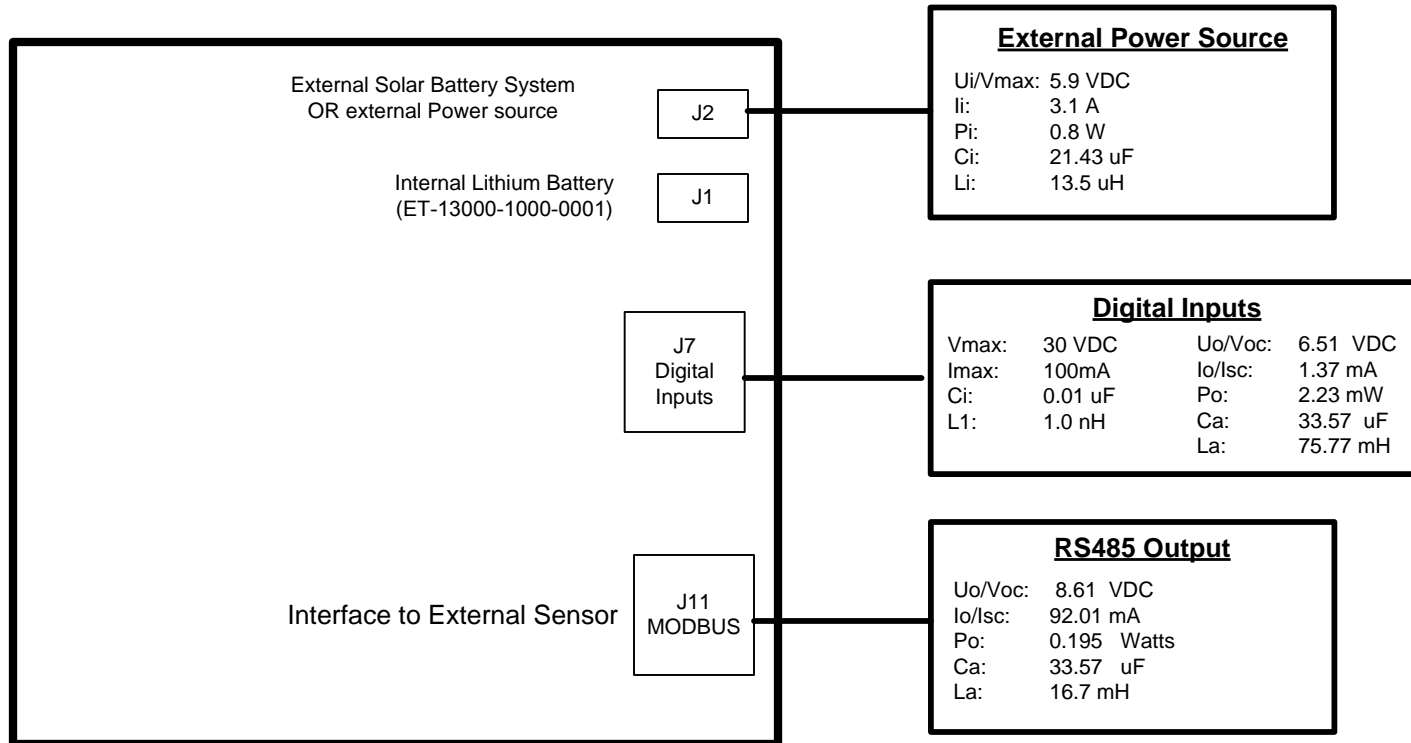 External Solar Battery System
OR external Power source
J2
Internal Lithium Battery
(ET-13000-1000-0001)
J1
J7
Digital
Inputs
Interface to External Sensor
J11
MODBUS
External Power Source
Ui/Vmax: 5.9 VDC
Ii: 3.1 A
Pi: 0.8 W
Ci: 21.43 uF
Li: 13.5 uH
Digital Inputs
Vmax: 30 VDC
Imax: 100mA
Ci: 0.01 uF
L1: 1.0 nH
Uo/Voc: 6.51 VDC
Io/Isc: 1.37 mA
Po: 2.23 mW
Ca: 33.57 uF
La: 75.77 mH
RS485 Output
Uo/Voc: 8.61 VDC
Io/Isc: 92.01 mA
Po: 0.195 Watts
Ca: 33.57 uF
La: 16.7 mH